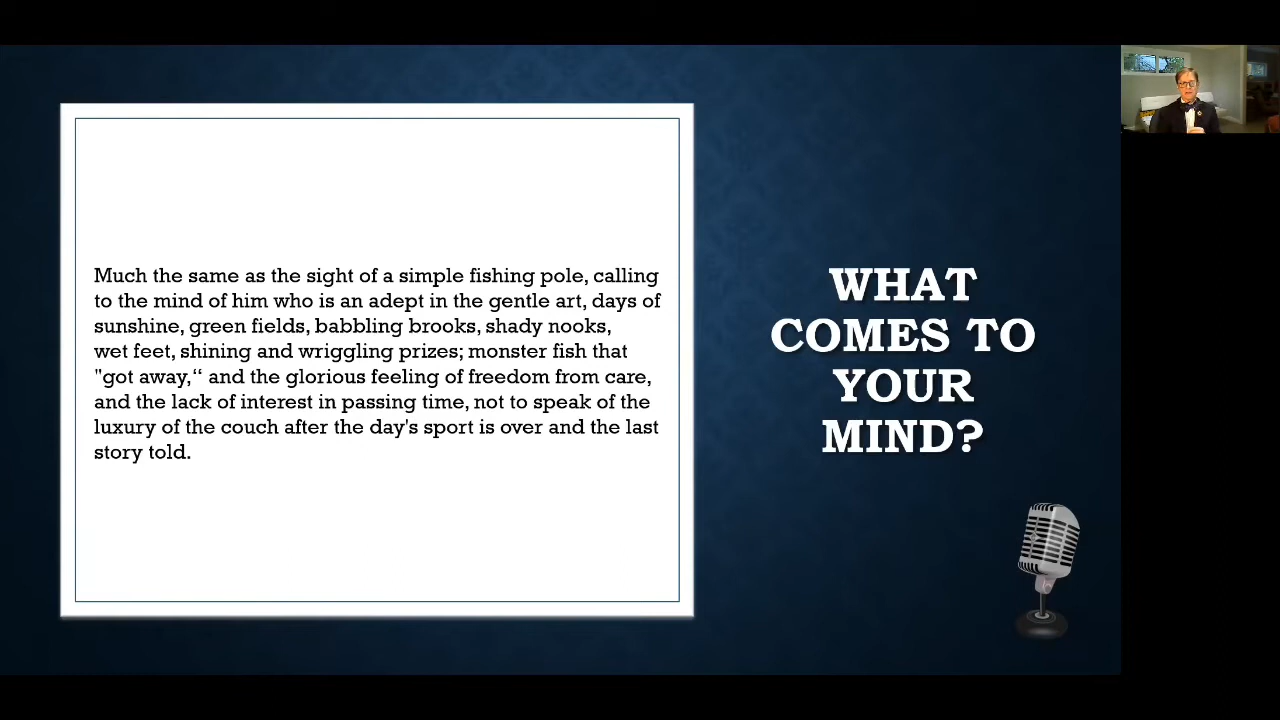 Much the same as the sight of a simple fishing pole, calling
to the mind of him who is an adept in the gentle art, days of
sunshine, green fields, babbling brooks, shady nooks,
wet feet, shining and wriggling prizes; monster fish that
"got away,“ and the glorious feeling of freedom from care,
and the lack of interest in passing time, not to speak of the
luxury of the couch after the day's sport is over and the last
story told.
WHAT
COMES TO
YOUR
MIND?